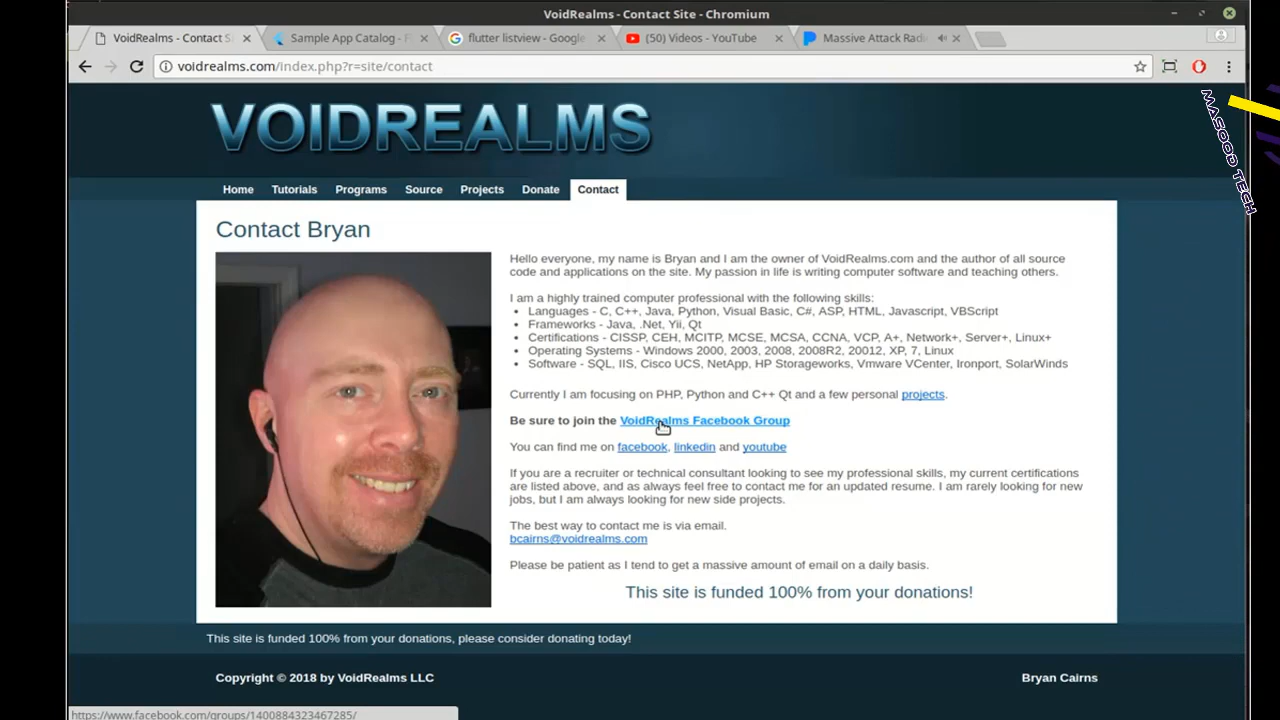 VoidRealms - Contact Site - Chromium
VoidRealms - Contact S
Sample App Catalog - F
flutter listview - Google
(50) Videos - YouTube
Massive Attack Radi
voidrealms.com/index.php?r=site/contact
MASOOD TECH
VOIDREALMS
Home Tutorials Programs Source Projects Donate Contact
Contact Bryan
Hello everyone, my name is Bryan and I am the owner of VoidRealms.com and the author of all source
code and applications on the site. My passion in life is writing computer software and teaching others.
I am a highly trained computer professional with the following skills:
• Languages - C, C++, Java, Python, Visual Basic, C#, ASP, HTML, Javascript, VBScript
• Frameworks - Java, .Net, Yii, Qt
• Certifications - CISSP, CEH, MCITP, MCSE, MCSA, CCNA, VCP, A+, Network+, Server+, Linux+
• Operating Systems - Windows 2000, 2003, 2008, 2008R2, 20012, XP, 7, Linux
• Software - SQL, IIS, Cisco UCS, NetApp, HP Storageworks, Vmware VCenter, Ironport, SolarWinds
Currently I am focusing on PHP, Python and C++ Qt and a few personal projects.
Be sure to join the VoidRealms Facebook Group
You can find me on facebook, linkedin and youtube
If you are a recruiter or technical consultant looking to see my professional skills, my current certifications
are listed above, and as always feel free to contact me for an updated resume. I am rarely looking for new
jobs, but I am always looking for new side projects.
The best way to contact me is via email.
bcairns@voidrealms.com
Please be patient as I tend to get a massive amount of email on a daily basis.
This site is funded 100% from your donations!
This site is funded 100% from your donations, please consider donating today!
Copyright © 2018 by VoidRealms LLC
Bryan Cairns
https://www.facebook.com/groups/1400884323467285/